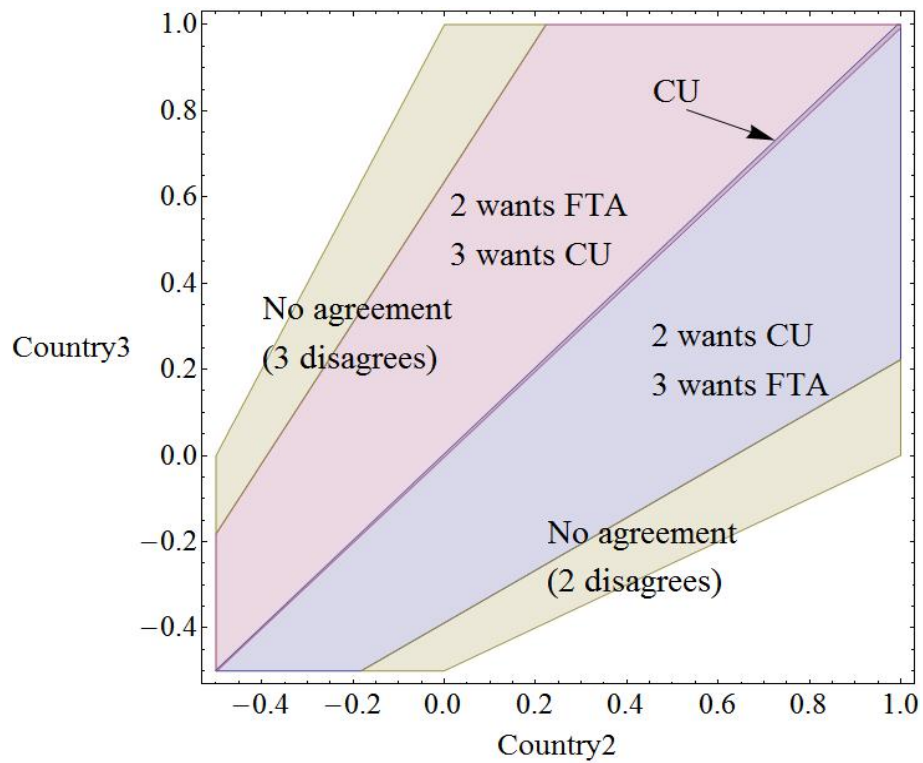 1.0
CU
0.8
0.6
2 wants FTA
3 wants CU
0.4
No agreement
(3 disagrees)
Country3
2 wants CU
3 wants FTA
0.2
0.0
No agreement
(2 disagrees)
−0.2
−0.4
−0.4 −0.2 0.0 0.2 0.4 0.6 0.8 1.0
Country2